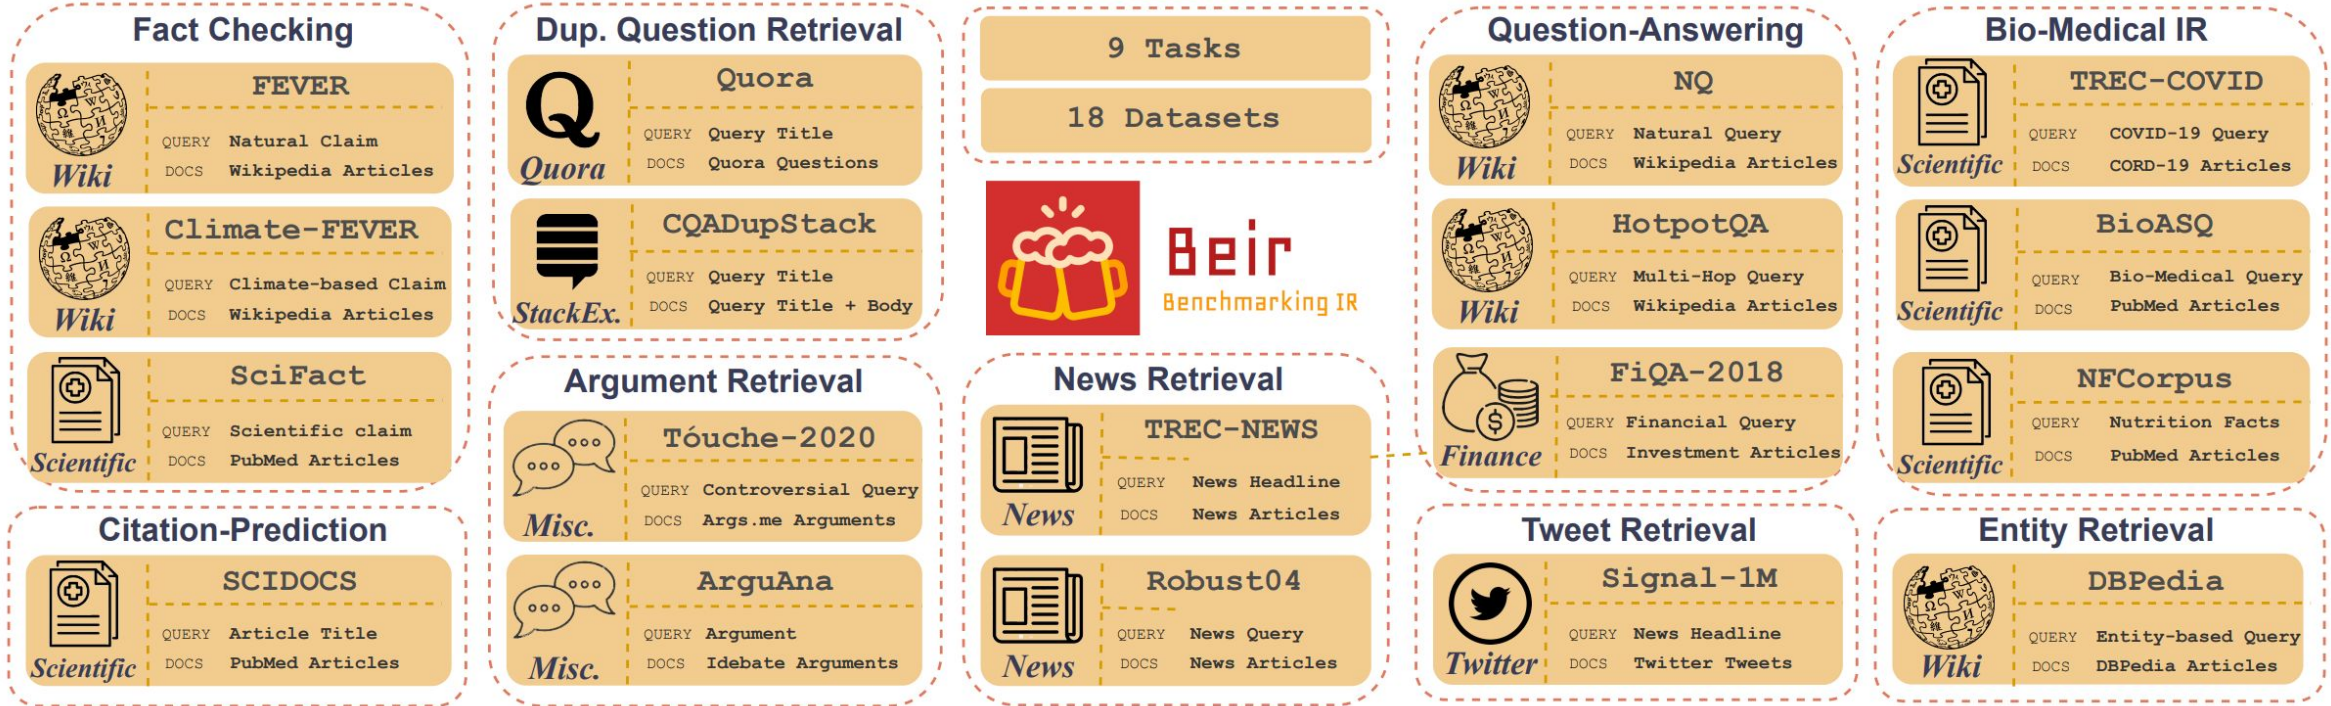 Fact Checking
FEVER
QUERY Natural Claim
DOCS Wikipedia Articles
Wiki
Climate-FEVER
QUERY Climate-based Claim
DOCS Wikipedia Articles
Wiki
SciFact
QUERY Scientific claim
DOCS PubMed Articles
Scientific
Citation-Prediction
SCIDOCS
QUERY Article Title
DOCS PubMed Articles
Scientific
Dup. Question Retrieval
Quora
QUERY Query Title
DOCS Quora Questions
Q
Quora
CQADupStack
QUERY Query Title
DOCS Query Title + Body
StackEx.
Argument Retrieval
Tóuche-2020
QUERY Controversial Query
DOCS Args.me Arguments
Misc.
ArguAna
QUERY Argument
DOCS Idebate Arguments
Misc.
9 Tasks
18 Datasets
Beir
Benchmarking IR
News Retrieval
TREC-NEWS
QUERY News Headline
DOCS News Articles
News
Robust04
QUERY News Query
DOCS News Articles
News
Question-Answering
NQ
QUERY Natural Query
DOCS Wikipedia Articles
Wiki
HotpotQA
QUERY Multi-Hop Query
DOCS Wikipedia Articles
Wiki
FiQA-2018
QUERY Financial Query
DOCS Investment Articles
$
Finance
Tweet Retrieval
Signal-1M
QUERY News Headline
DOCS Twitter Tweets
Twitter
Bio-Medical IR
TREC-COVID
QUERY COVID-19 Query
DOCS CORD-19 Articles
Scientific
BioASQ
QUERY Bio-Medical Query
DOCS PubMed Articles
Scientific
NFCorpus
QUERY Nutrition Facts
DOCS PubMed Articles
Scientific
Entity Retrieval
DBPedia
QUERY Entity-based Query
DOCS DBPedia Articles
Wiki